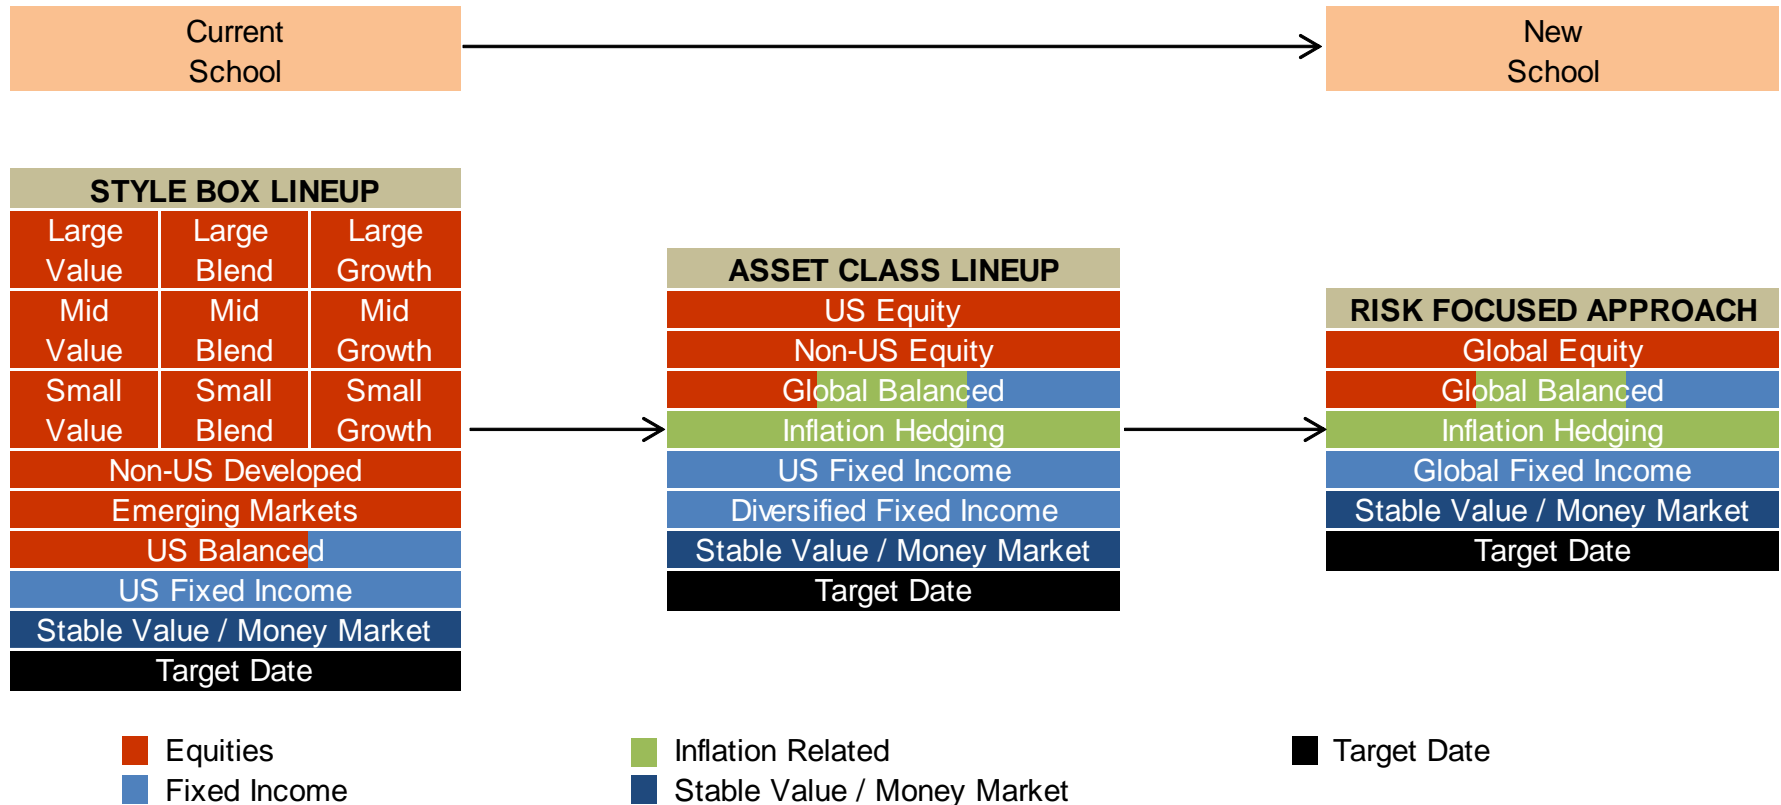 Current
School
New
School
STYLE BOX LINEUP
Large
Value
Large
Blend
Large
Growth
Mid
Value
Mid
Blend
Mid
Growth
Small
Value
Small
Blend
Small
Growth
Non-US Developed
Emerging Markets
US Balanced
US Fixed Income
Stable Value / Money Market
Target Date
ASSET CLASS LINEUP
US Equity
Non-US Equity
Global Balanced
Inflation Hedging
US Fixed Income
Diversified Fixed Income
Stable Value / Money Market
Target Date
RISK FOCUSED APPROACH
Global Equity
Global Balanced
Inflation Hedging
Global Fixed Income
Stable Value / Money Market
Target Date
Equities
Fixed Income
Inflation Related
Stable Value / Money Market
Target Date